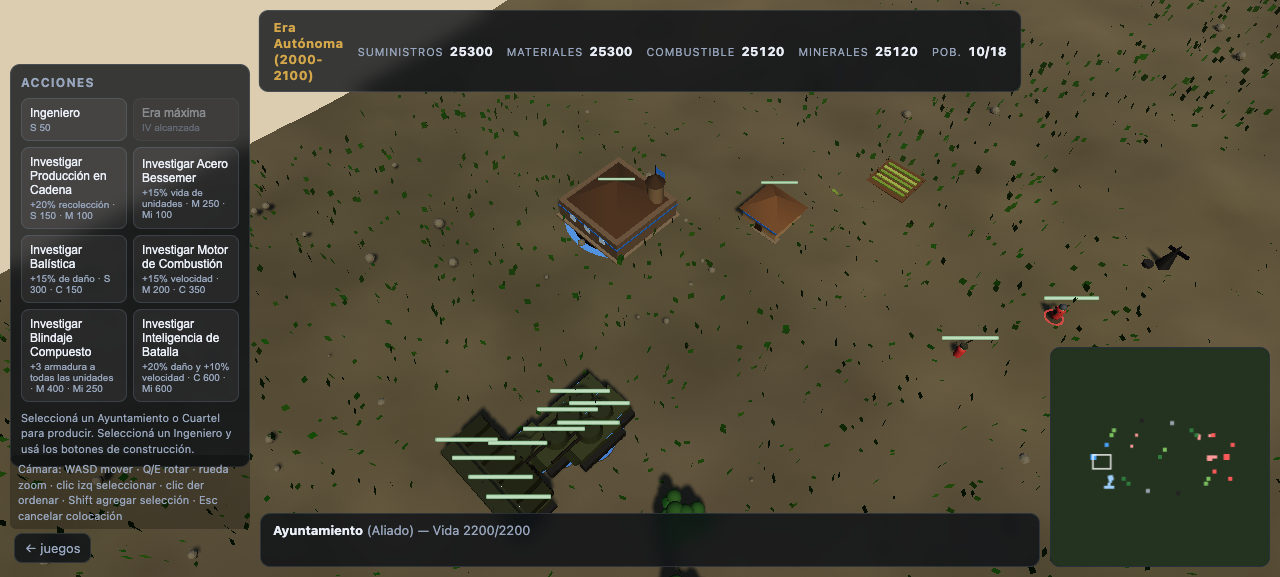 Era
Autónoma
(2000-
2100)
SUMINISTROS 25300 MATERIALES 25300 COMBUSTIBLE 25120 MINERALES 25120 POB. 10/18
ACCIONES
Ingeniero
S 50
Era máxima
IV alcanzada
Investigar
Producción en
Cadena
+20% recolección ·
S 150 · M 100
Investigar Acero
Bessemer
+15% vida de
unidades · M 250 ·
Mi 100
Investigar
Balística
+15% de daño · S
300 · C 150
Investigar Motor
de Combustión
+15% velocidad ·
M 200 · C 350
Investigar
Blindaje
Compuesto
+3 armadura a
todas las unidades
· M 400 · Mi 250
Investigar
Inteligencia de
Batalla
+20% daño y +10%
velocidad · C 600 ·
Mi 600
Seleccioná un Ayuntamiento o Cuartel
para producir. Seleccioná un Ingeniero y
usá los botones de construcción.
Cámara: WASD mover · Q/E rotar · rueda
zoom · clic izq seleccionar · clic der
ordenar · Shift agregar selección · Esc
cancelar colocación
← juegos
Ayuntamiento (Aliado) — Vida 2200/2200